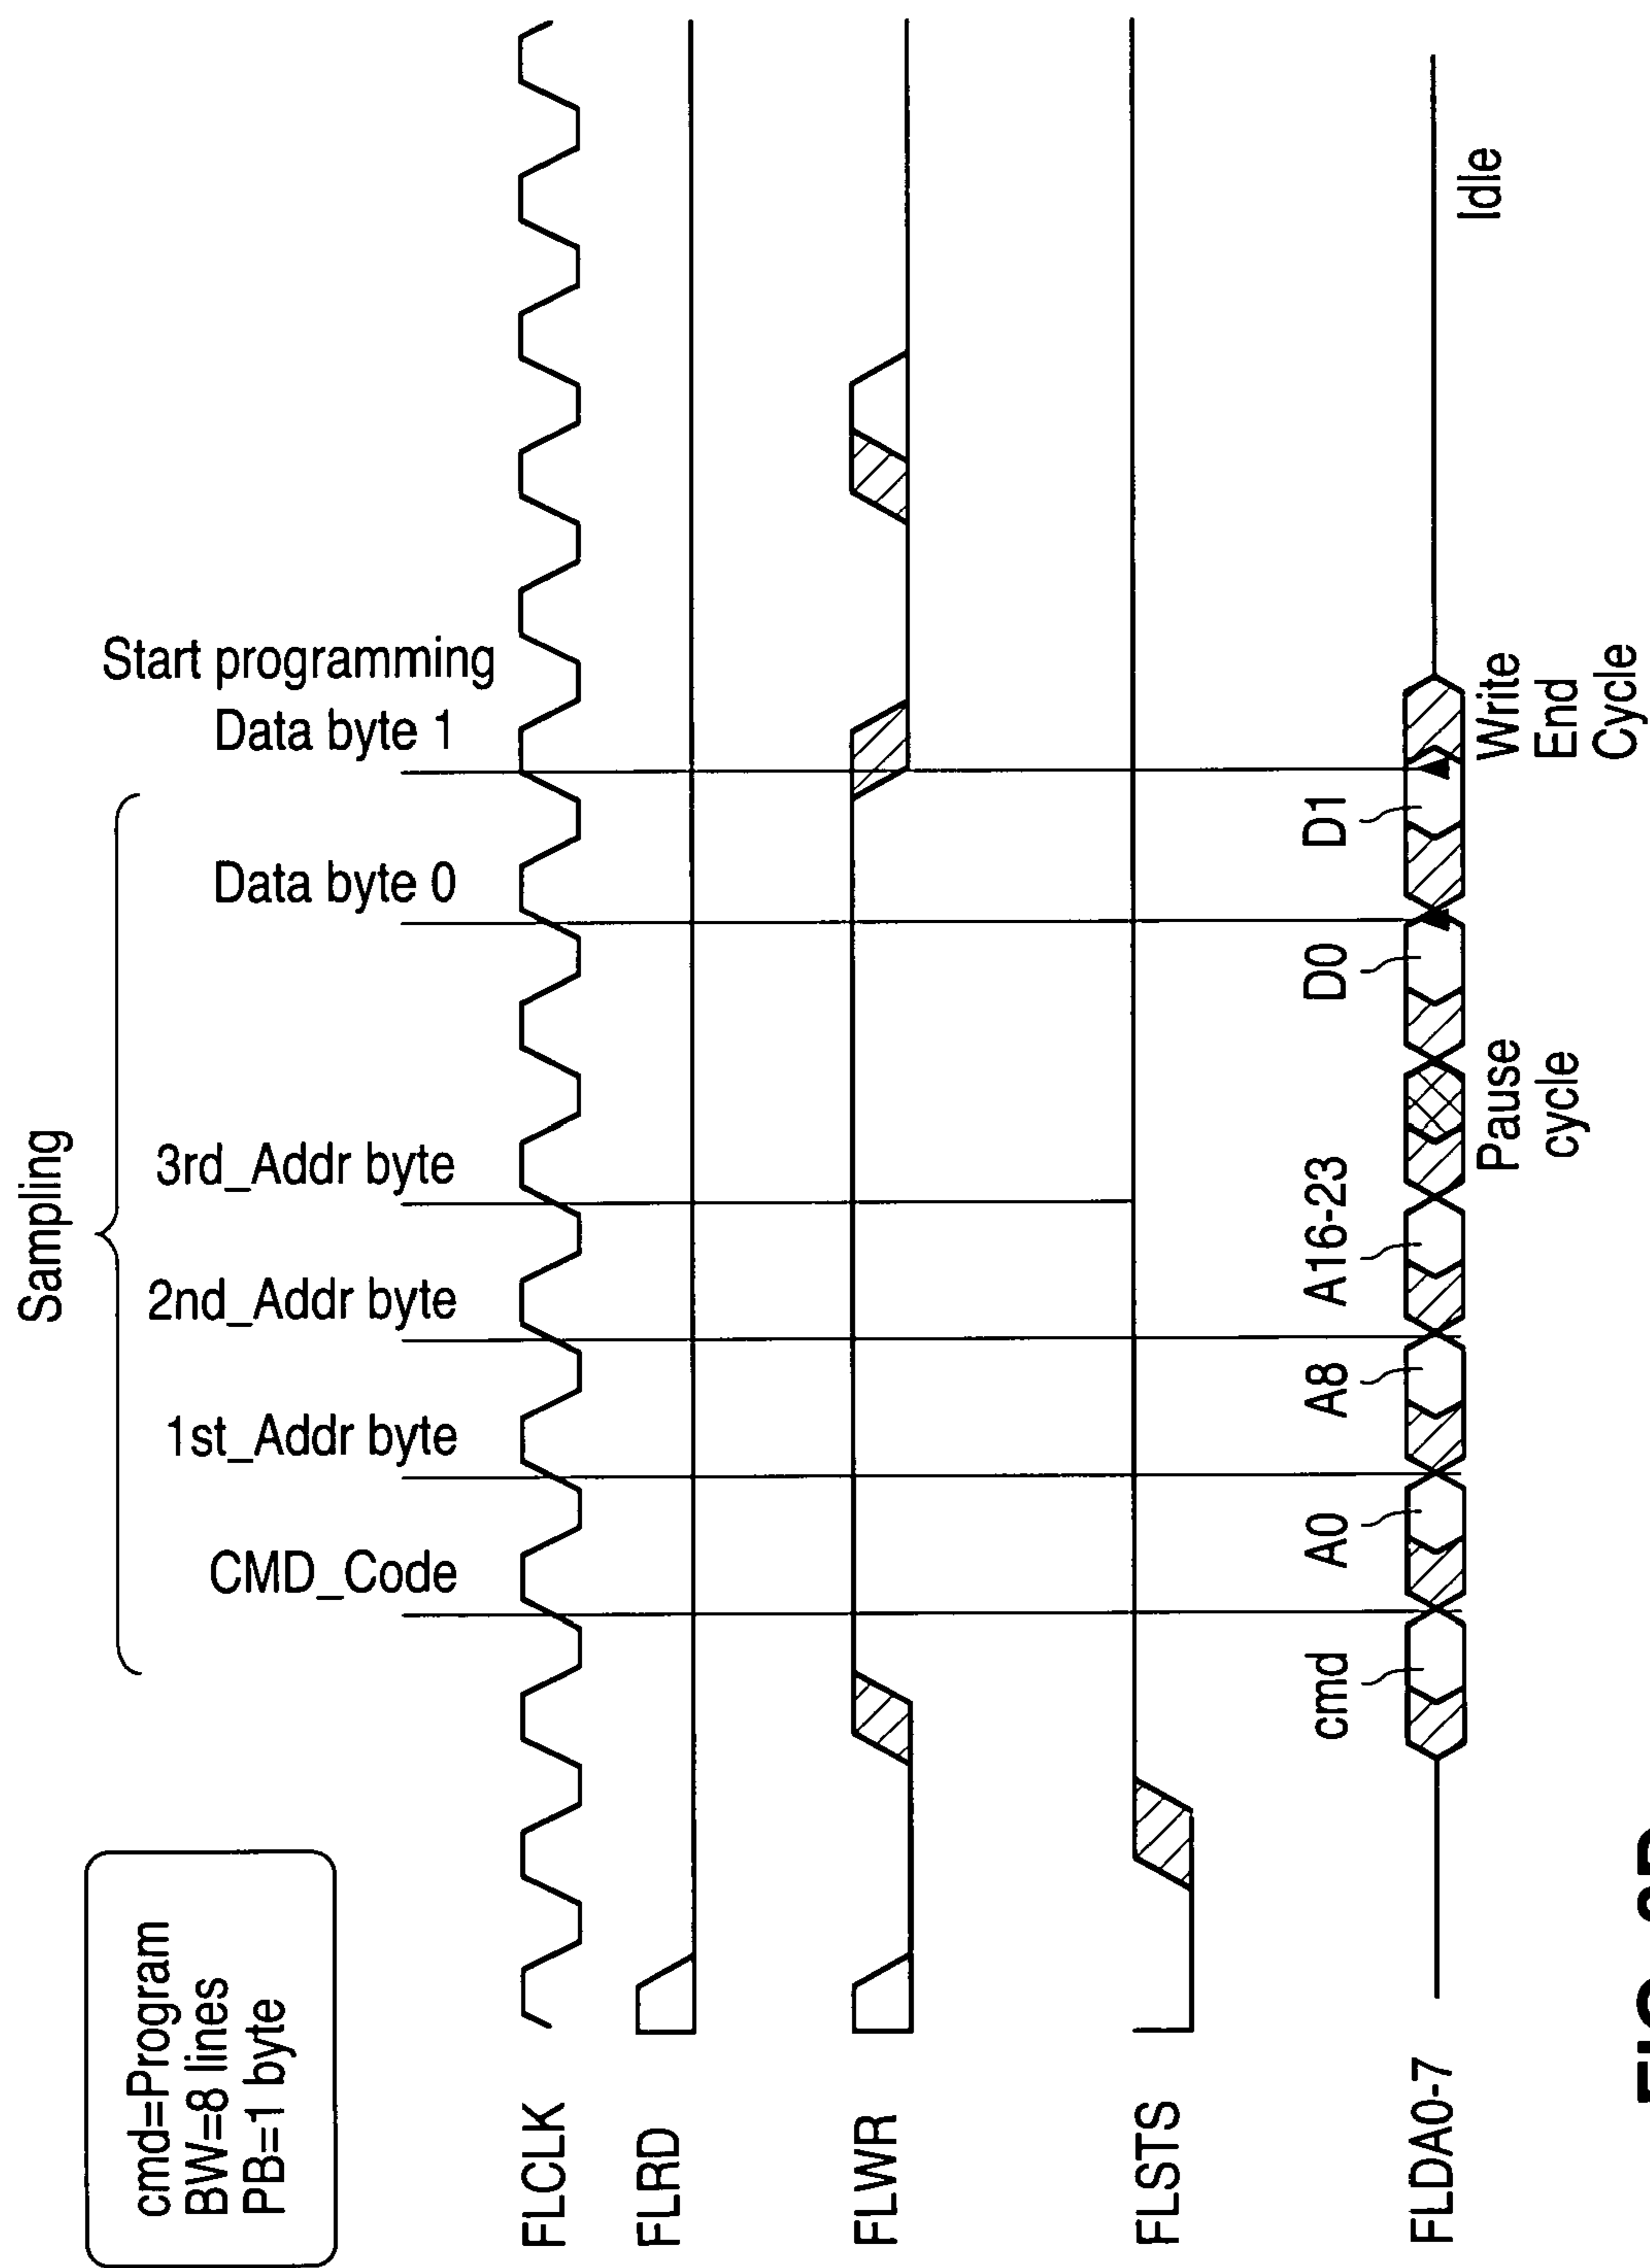 cmd=Program
BW=8 lines
PB=1 byte
Sampling
CMD_Code
1st_Addr byte
2nd_Addr byte
3rd_Addr byte
Data byte 0
Data byte 1
Start programming
FLCLK
FLRD
FLWR
FLSTS
FLDA0-7
cmd
A0
A8
A16-23
D0
D1
Pause
cycle
Write
End
Cycle
Idle